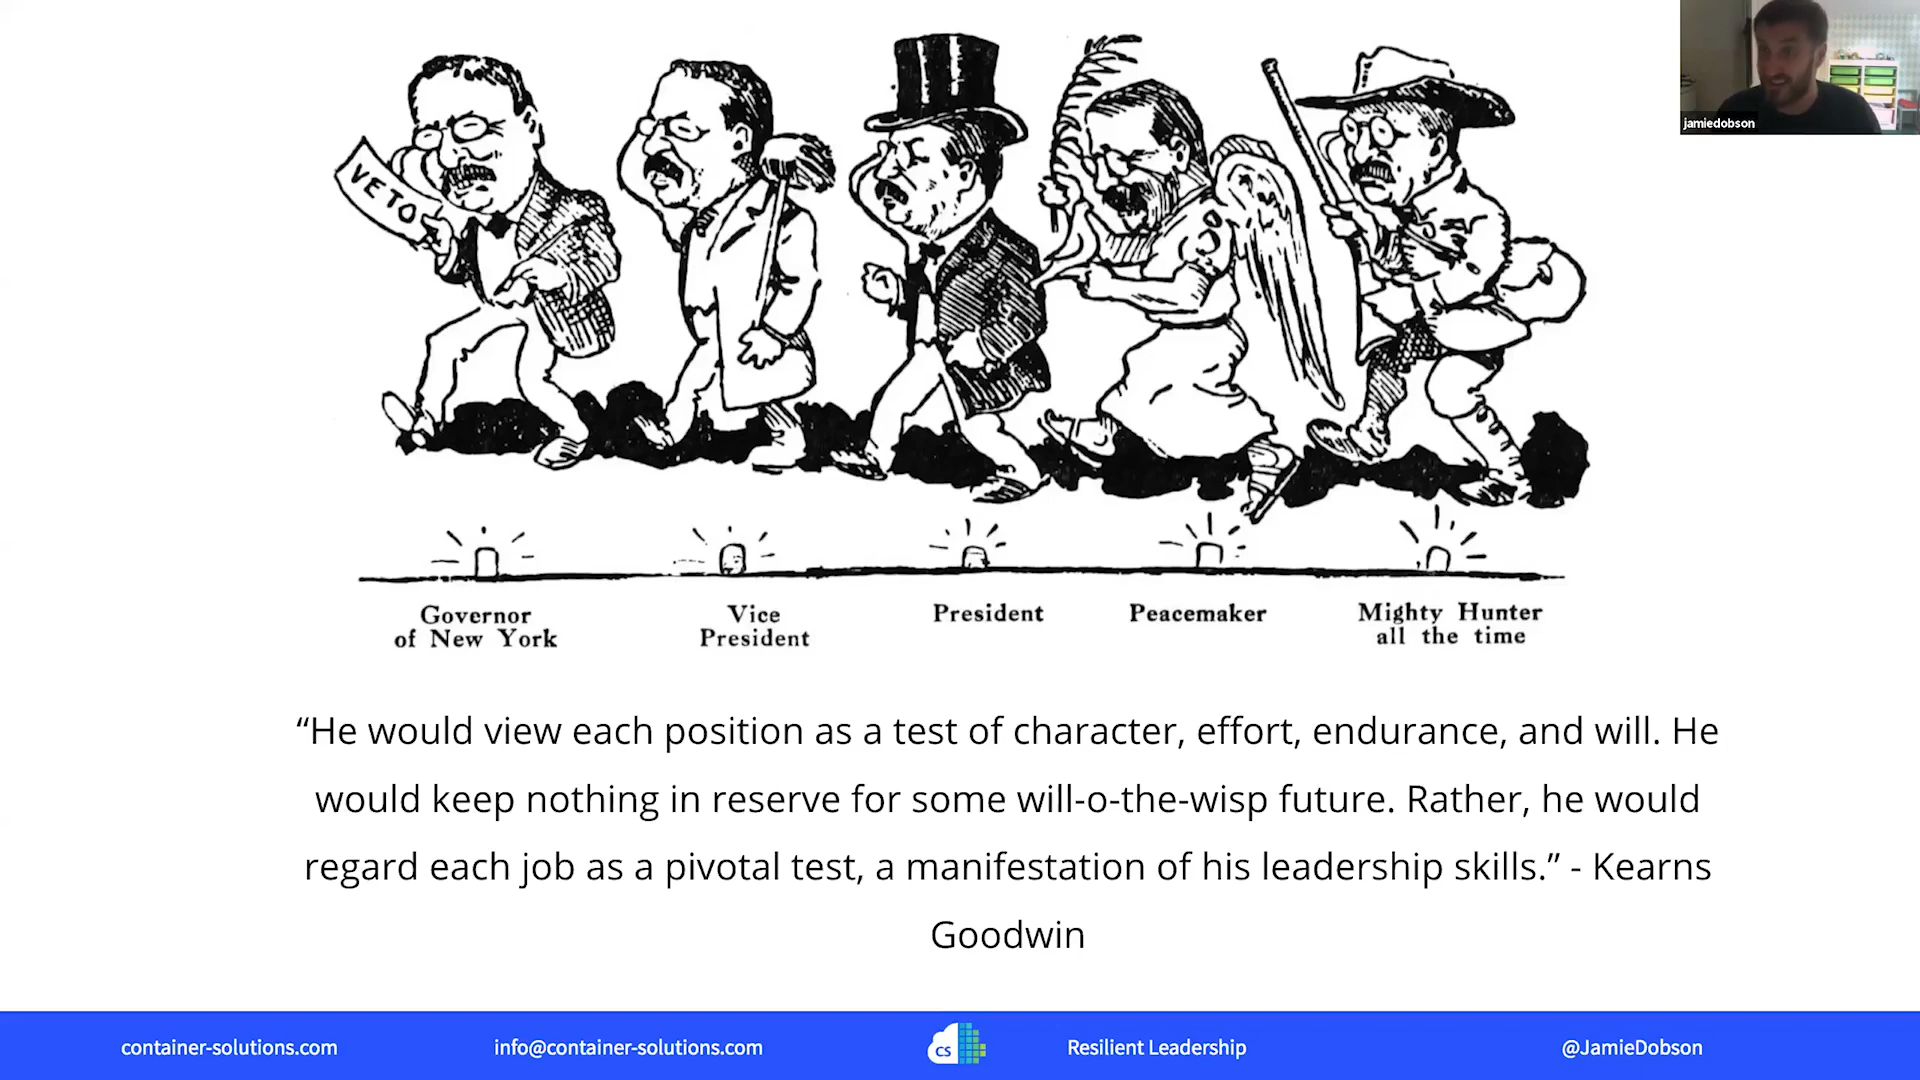 jamiedobson
VETO
Governor
of New York
Vice
President
President
Peacemaker
Mighty Hunter
all the time
“He would view each position as a test of character, effort, endurance, and will. He
would keep nothing in reserve for some will-o-the-wisp future. Rather, he would
regard each job as a pivotal test, a manifestation of his leadership skills.” - Kearns
Goodwin
container-solutions.com
info@container-solutions.com
cs
Resilient Leadership
@JamieDobson